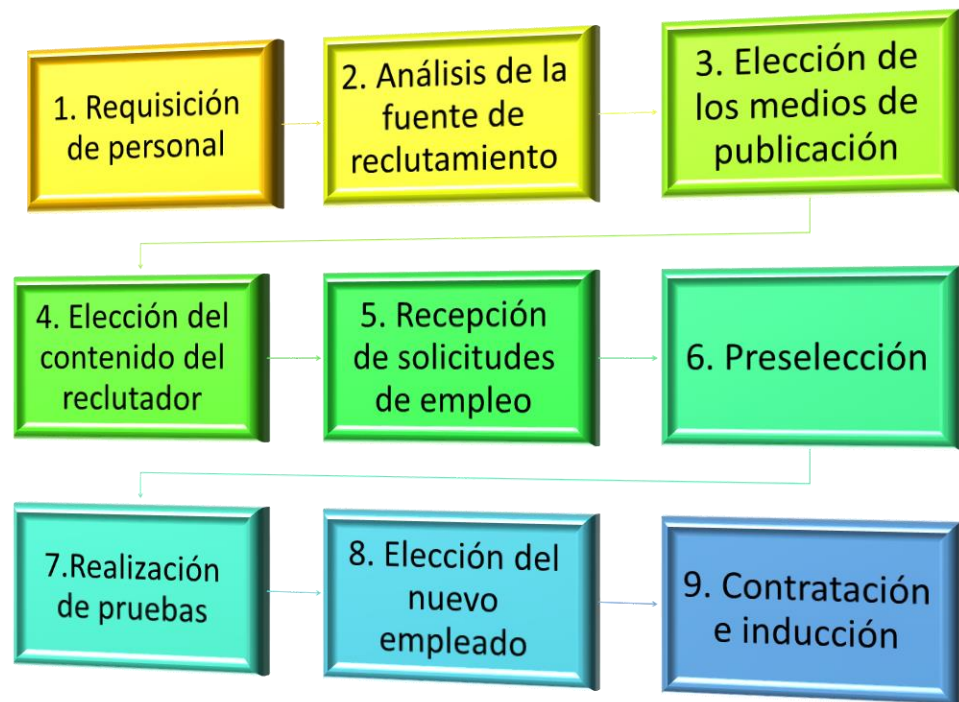 1. Requisición
de personal
2. Análisis de la
fuente de
reclutamiento
3. Elección de
los medios de
publicación
4. Elección del
contenido del
reclutador
5. Recepción
de solicitudes
de empleo
6. Preselección
7.Realización
de pruebas
8. Elección del
nuevo
empleado
9. Contratación
e inducción